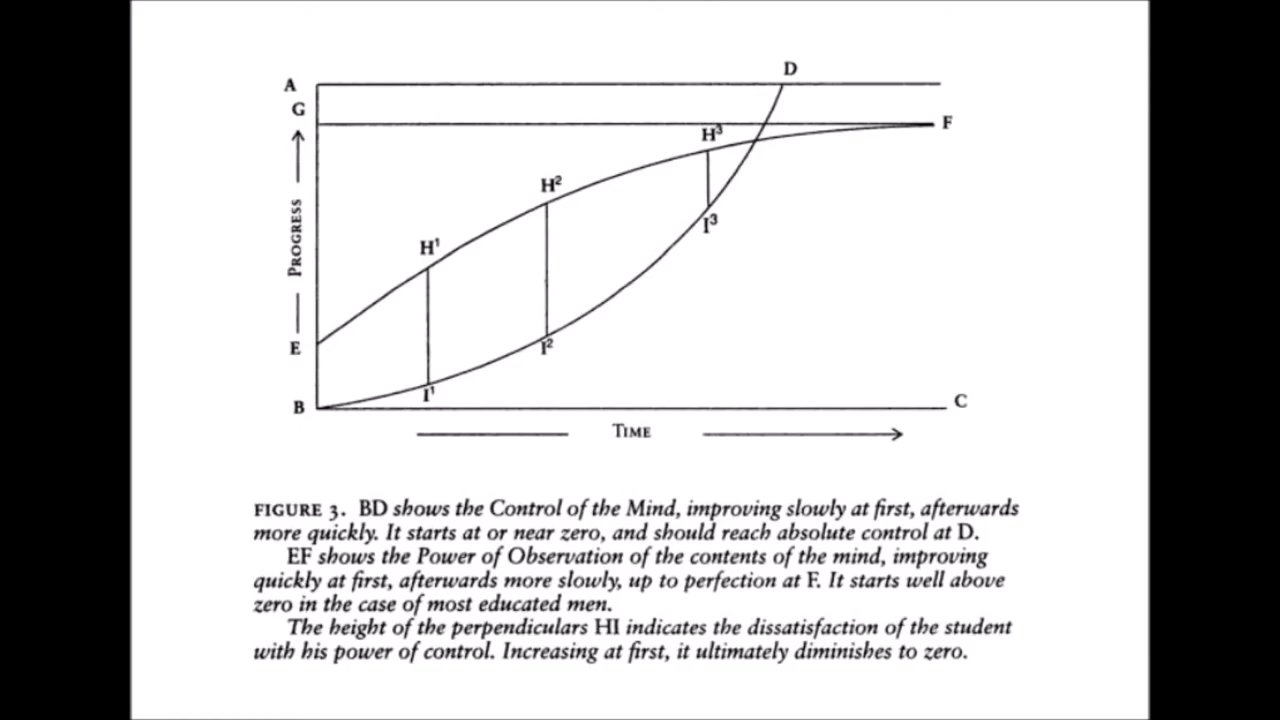 D
A
G
F
H³
H²
PROGRESS
I³
H¹
E
I²
I¹
B
C
TIME
FIGURE 3. BD shows the Control of the Mind, improving slowly at first, afterwards
more quickly. It starts at or near zero, and should reach absolute control at D.
EF shows the Power of Observation of the contents of the mind, improving
quickly at first, afterwards more slowly, up to perfection at F. It starts well above
zero in the case of most educated men.
The height of the perpendiculars HI indicates the dissatisfaction of the student
with his power of control. Increasing at first, it ultimately diminishes to zero.